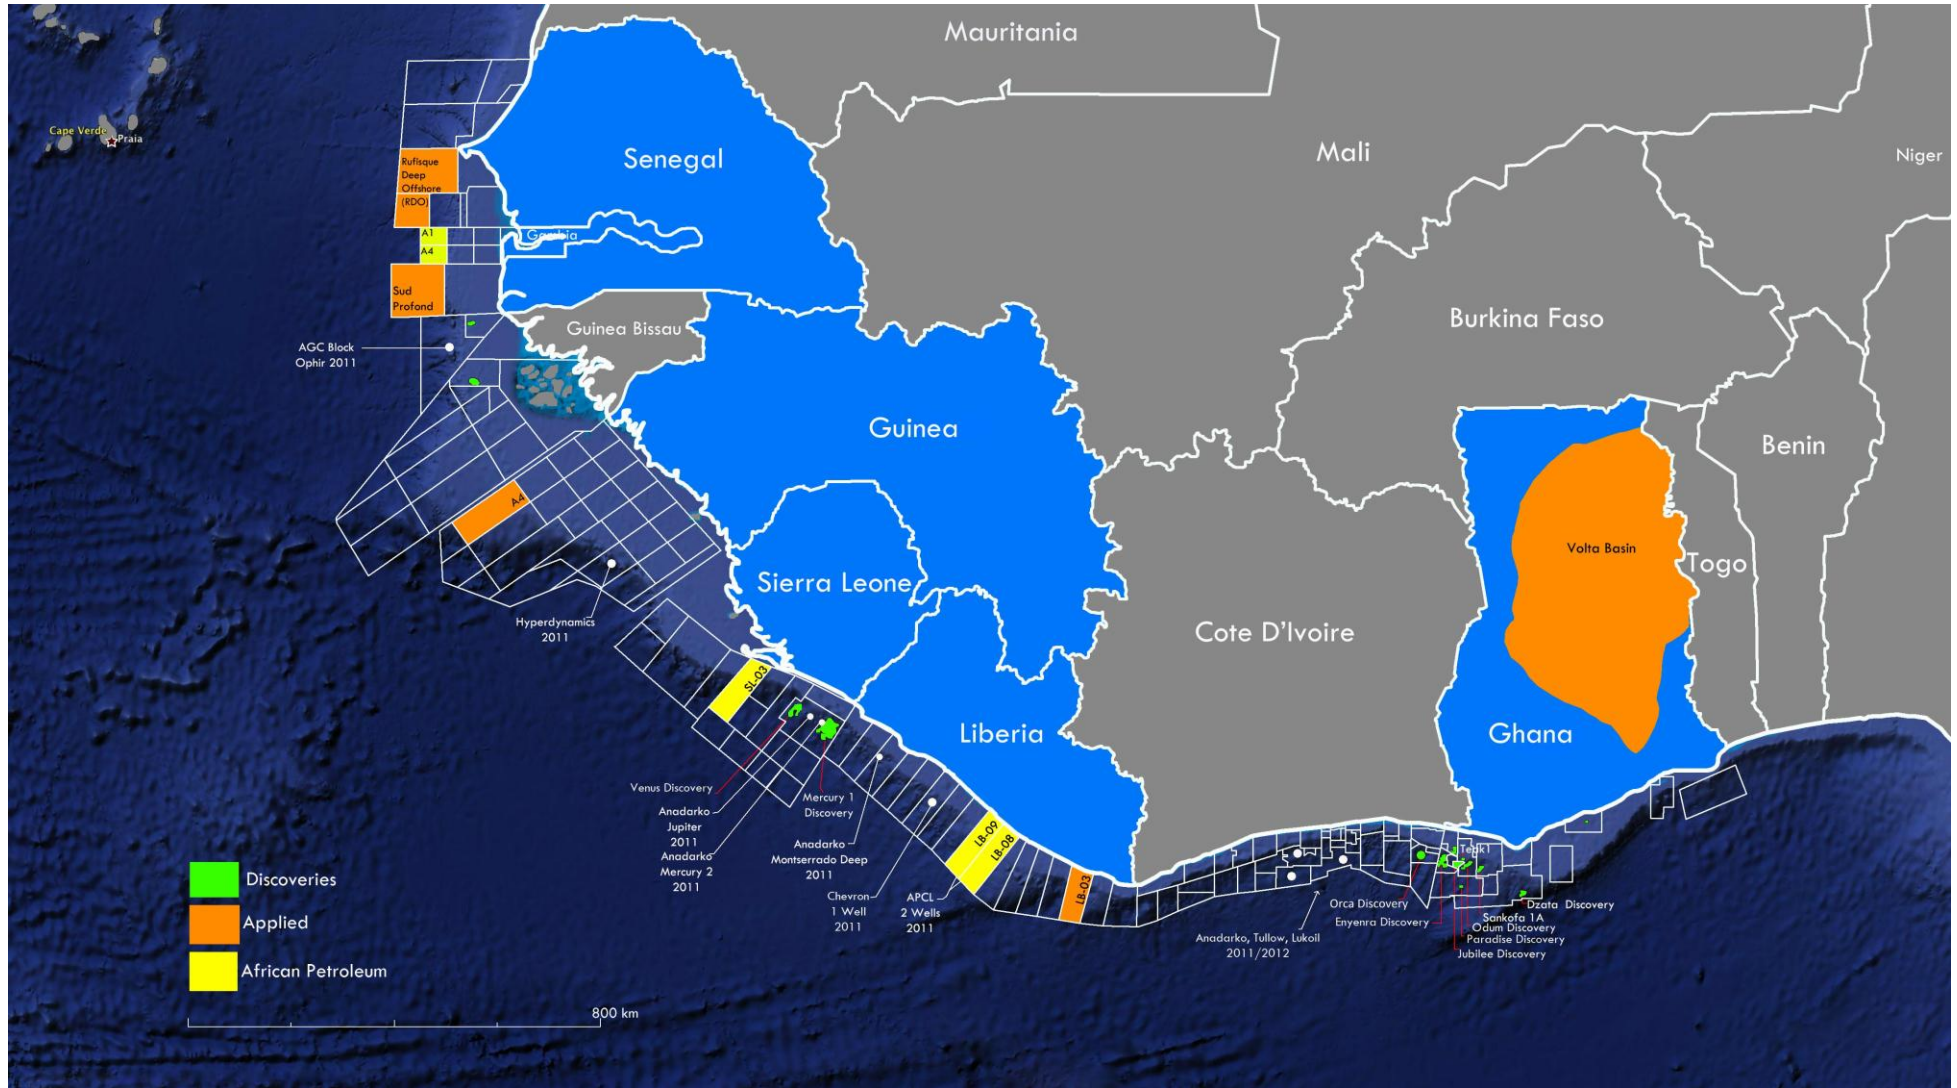 Mauritania
Mali
Niger
Cape Verde
Praia
Senegal
Rufisque
Deep
Offshore
(RDO)
A1
A4
Gambia
Sud
Profond
Guinea Bissau
AGC Block
Ophir 2011
Burkina Faso
Guinea
Benin
A4
Volta Basin
Togo
Sierra Leone
Hyperdynamics
2011
Cote D'Ivoire
SL-03
Liberia
Ghana
Venus Discovery
Mercury 1
Discovery
Anadarko
Jupiter
2011
Anadarko
Mercury 2
2011
Anadarko
Montserrado Deep
2011
LB-09
LB-08
LB-03
Chevron
1 Well
2011
APCL
2 Wells
2011
Anadarko, Tullow, Lukoil
2011/2012
Teak1
Orca Discovery
Enyenra Discovery
Dzata Discovery
Sankofa 1A
Odum Discovery
Paradise Discovery
Jubilee Discovery
Discoveries
Applied
African Petroleum
800 km